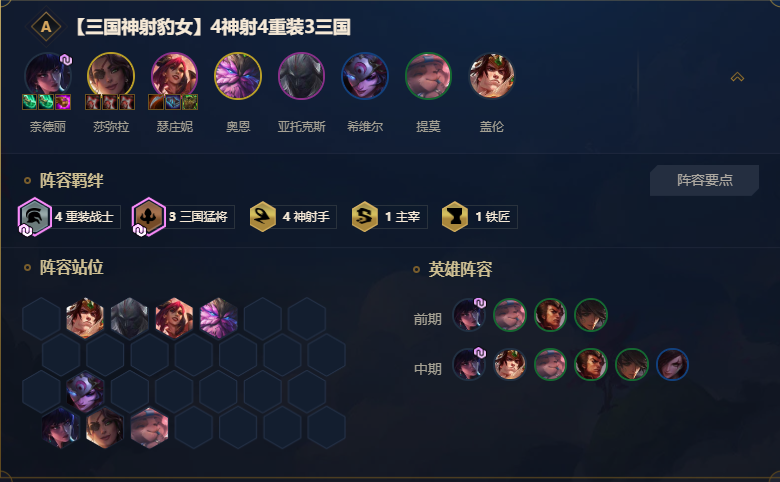 A 【三国神射豹女】4神射4重装3三国
奈德丽 莎弥拉 瑟庄妮 奥恩 亚托克斯 希维尔 提莫 盖伦
阵容羁绊
阵容要点
4 重装战士 3 三国猛将 4 神射手 1 主宰 1 铁匠
阵容站位
英雄阵容
前期
中期